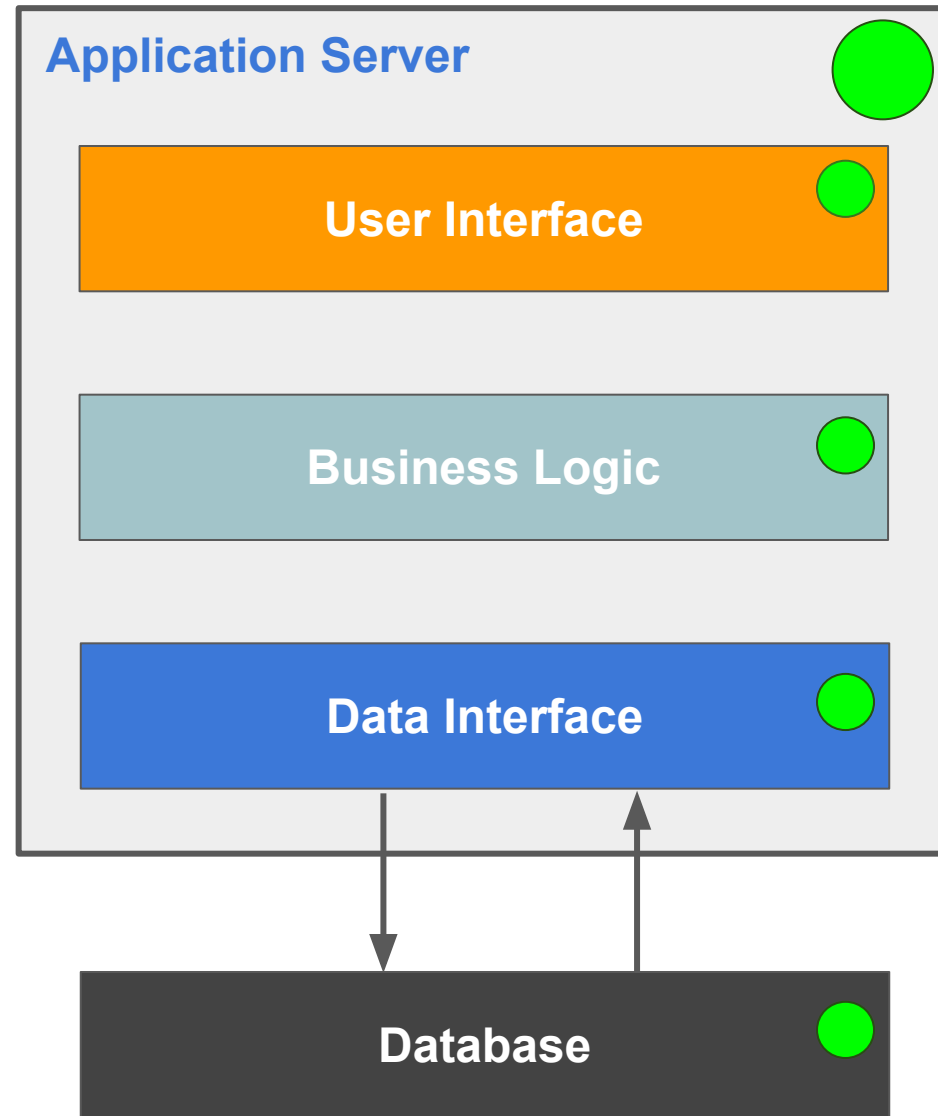 Application Server
User Interface
Business Logic
Data Interface
Database